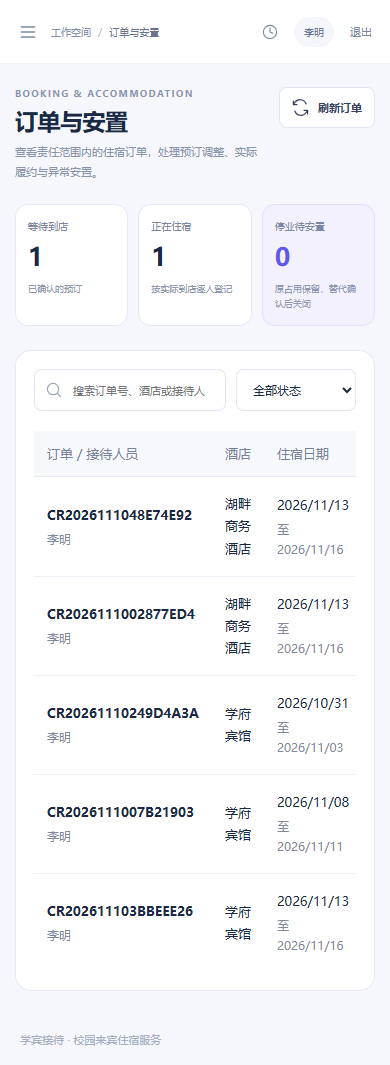 工作空间 / 订单与安置 李明 退出
BOOKING & ACCOMMODATION
订单与安置
刷新订单
查看责任范围内的住宿订单，处理预订调整、实际
履约与异常安置。
等待到店
1
已确认的预订
正在住宿
1
按实际到店逐人登记
停业待安置
0
原占用保留，替代确
认后关闭
搜索订单号、酒店或接待人
全部状态
订单 / 接待人员 酒店 住宿日期
CR2026111048E74E92
李明
湖畔
商务
酒店
2026/11/13
至
2026/11/16
CR2026111002877ED4
李明
湖畔
商务
酒店
2026/11/13
至
2026/11/16
CR20261110249D4A3A
李明
学府
宾馆
2026/10/31
至
2026/11/03
CR202611007B21903
李明
学府
宾馆
2026/11/08
至
2026/11/11
CR202611103BBEEE26
李明
学府
宾馆
2026/11/13
至
2026/11/16
学宾接待 · 校园来宾住宿服务